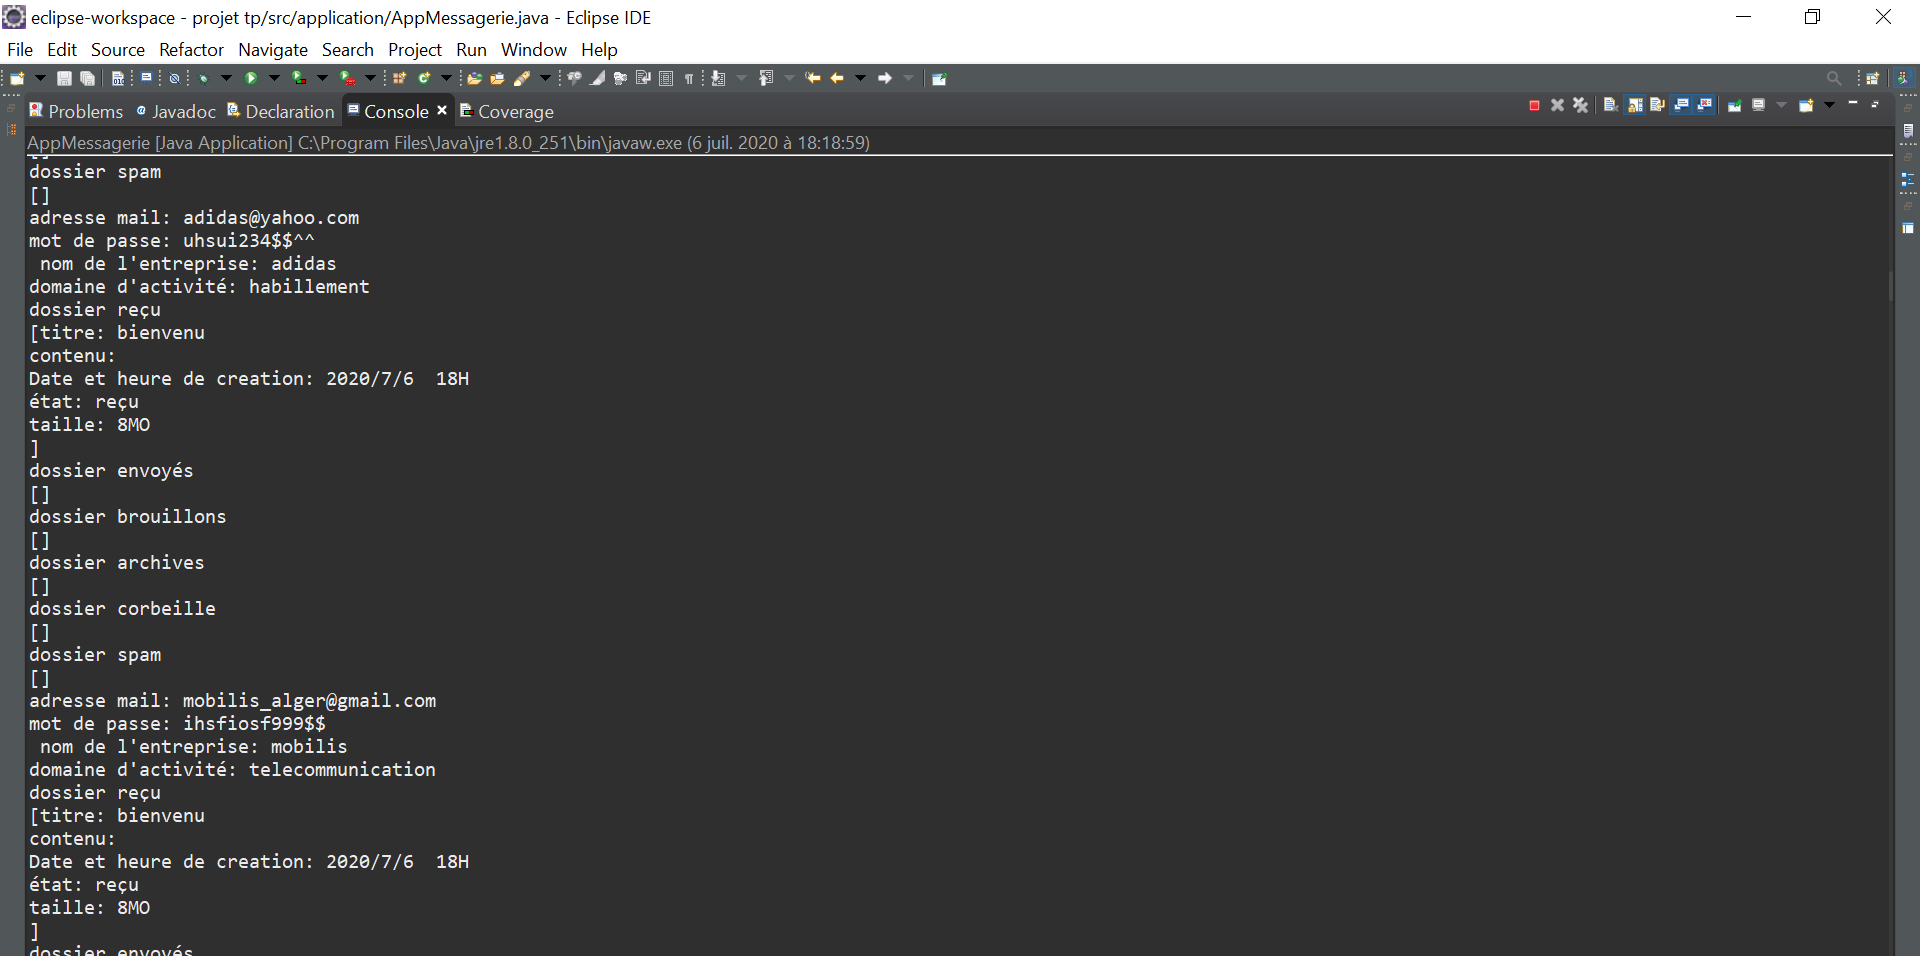 eclipse-workspace - projet tp/src/application/AppMessagerie.java - Eclipse IDE
File Edit Source Refactor Navigate Search Project Run Window Help
Problems @ Javadoc Declaration Console Coverage
AppMessagerie [Java Application] C:\Program Files\Java\jre1.8.0_251\bin\javaw.exe (6 juil. 2020 à 18:18:59)
[]
dossier spam
[]
adresse mail: adidas@yahoo.com
mot de passe: uhsui234$$^^
nom de l'entreprise: adidas
domaine d'activité: habillement
dossier reçu
[titre: bienvenu
contenu:
Date et heure de creation: 2020/7/6  18H
état: reçu
taille: 8MO
]
dossier envoyés
[]
dossier brouillons
[]
dossier archives
[]
dossier corbeille
[]
dossier spam
[]
adresse mail: mobilis_alger@gmail.com
mot de passe: ihsfiosf999$$
nom de l'entreprise: mobilis
domaine d'activité: telecommunication
dossier reçu
[titre: bienvenu
contenu:
Date et heure de creation: 2020/7/6  18H
état: reçu
taille: 8MO
]
dossier envoyés